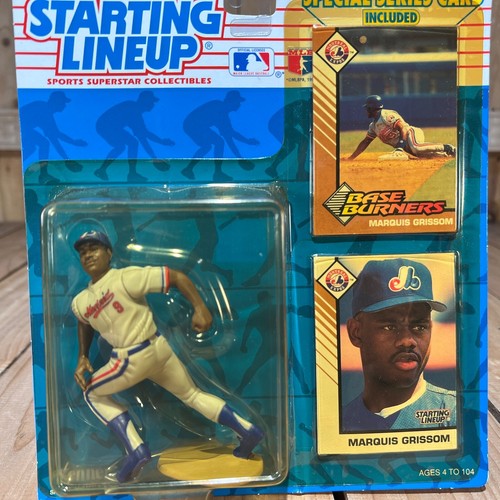 STARTING
LINEUP®
SPORTS SUPERSTAR COLLECTIBLES
SPECIAL SERIES CARD
INCLUDED
BASE
BURNERS
MARQUIS GRISSOM
9
STARTING
LINEUP
MARQUIS GRISSOM
AGES 4 TO 104